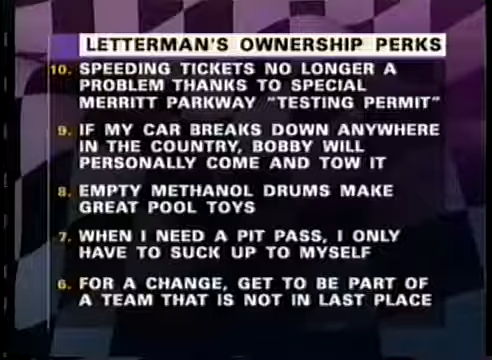 LETTERMAN'S OWNERSHIP PERKS
10. SPEEDING TICKETS NO LONGER A
PROBLEM THANKS TO SPECIAL
MERRITT PARKWAY "TESTING PERMIT"
9. IF MY CAR BREAKS DOWN ANYWHERE
IN THE COUNTRY, BOBBY WILL
PERSONALLY COME AND TOW IT
8. EMPTY METHANOL DRUMS MAKE
GREAT POOL TOYS
7. WHEN I NEED A PIT PASS, I ONLY
HAVE TO SUCK UP TO MYSELF
6. FOR A CHANGE, GET TO BE PART OF
A TEAM THAT IS NOT IN LAST PLACE